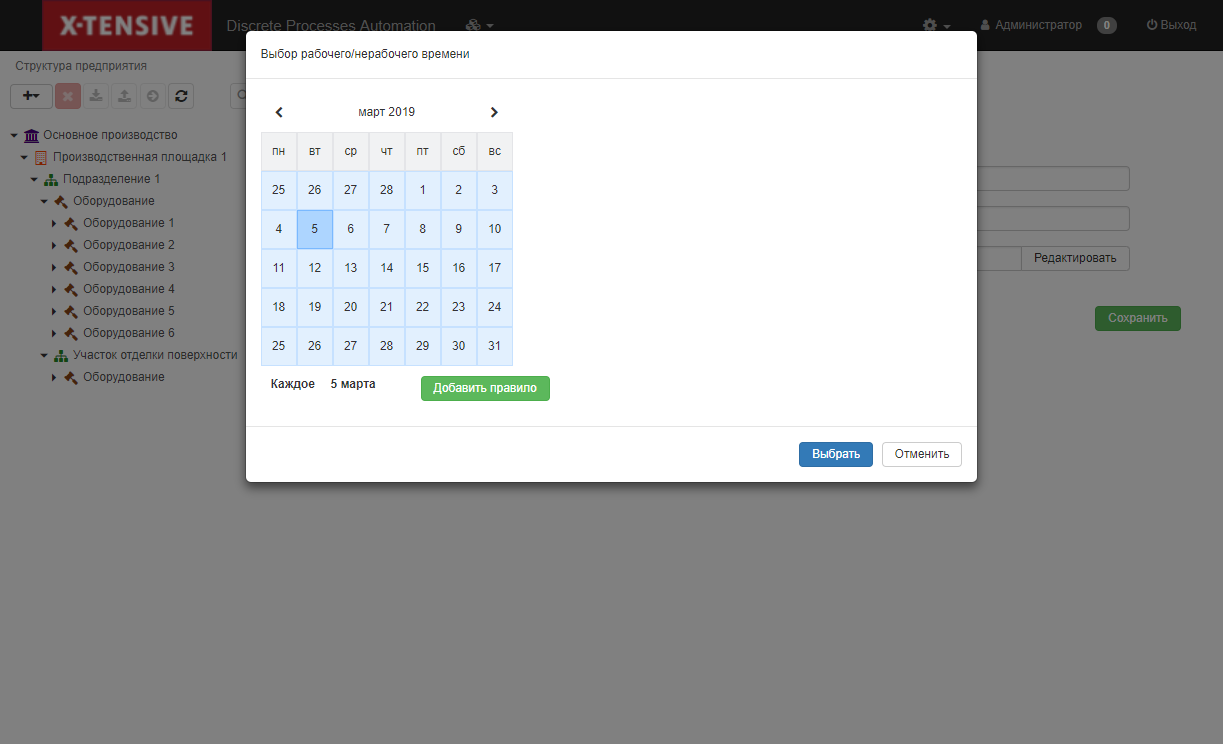 X-TENSIVE Discrete Processes Automation Администратор 0 Выход
Структура предприятия
Основное производство
Производственная площадка 1
Подразделение 1
Оборудование
Оборудование 1
Оборудование 2
Оборудование 3
Оборудование 4
Оборудование 5
Оборудование 6
Участок отделки поверхности
Оборудование
Выбор рабочего/нерабочего времени
март 2019
пн вт ср чт пт сб вс
25 26 27 28 1 2 3
4 5 6 7 8 9 10
11 12 13 14 15 16 17
18 19 20 21 22 23 24
25 26 27 28 29 30 31
Каждое 5 марта Добавить правило
Выбрать Отменить
Редактировать
Сохранить